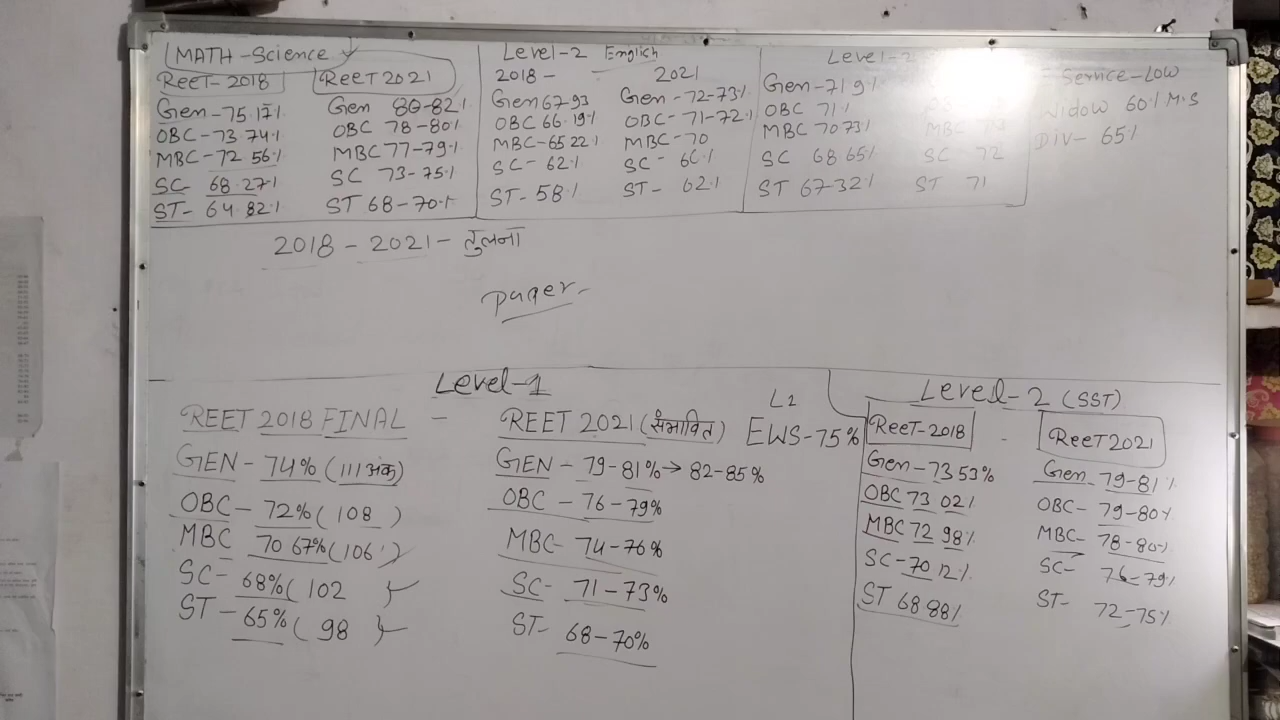 MATH-Science
REET-2018 REET 2021
Gen-75.17% Gen 80-82%
OBC-73.74% OBC 78-80%
MBC-72 56% MBC 77-79%
SC 68.27% SC 73-75%
ST-64.82% ST 68-70%
Level-2 English
2018- 2021
Gen 67-93 Gen-72-73%
OBC 66.19% OBC-71-72%
MBC-65 22% MBC-70
SC-62% SC-
ST-58% ST-62%
Level-2
Gen-71 9%
OBC 71%
MBC 70 73% MBC
SC 68 65% SC 72
ST 67-32% ST 71
Service-Low
Widow 60% M.S
Div-65%
2018-2021-तुलना
paper-
Level-1
REET 2018 FINAL - REET 2021 (संभावित)
GEN-74% (111 अंक) GEN-79-81%→82-85%
OBC-72% (108) OBC-76-79%
MBC 70 67% (106) MBC-74-76%
SC-68% (102 SC-71-73%
ST-65% (98 ST-68-70%
L2
EWS-75%
Level-2 (SST)
REET-2018 - REET 2021
Gen-73 53% Gen-79-81%
OBC 73 02% OBC-79-80%
MBC 72 98% MBC-78-80%
SC-70 12% SC-76-79%
ST 68 88% ST-72-75%